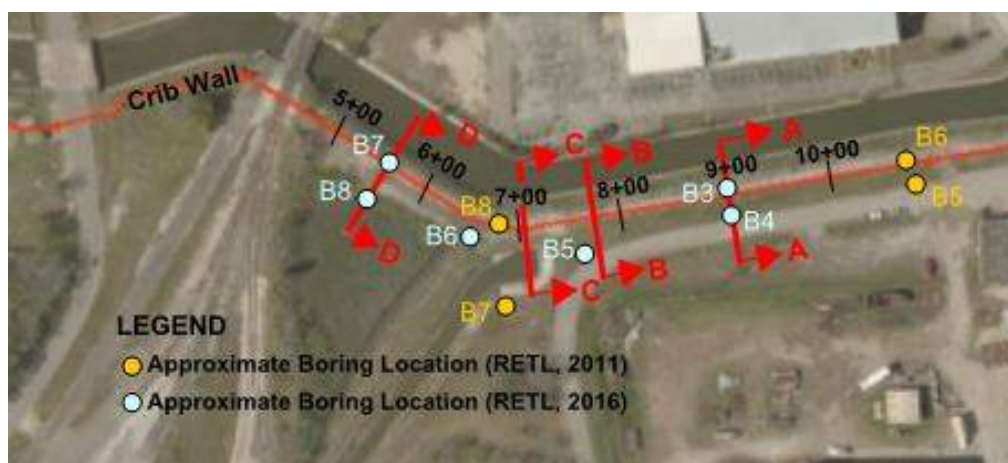 Crib Wall
5+00
6+00
7+00
8+00
9+00
10+00
D
D
C
C
B
B
A
A
B7
B8
B6
B8
B7
B5
B3
B4
B6
B5
LEGEND
Approximate Boring Location (RETL, 2011)
Approximate Boring Location (RETL, 2016)